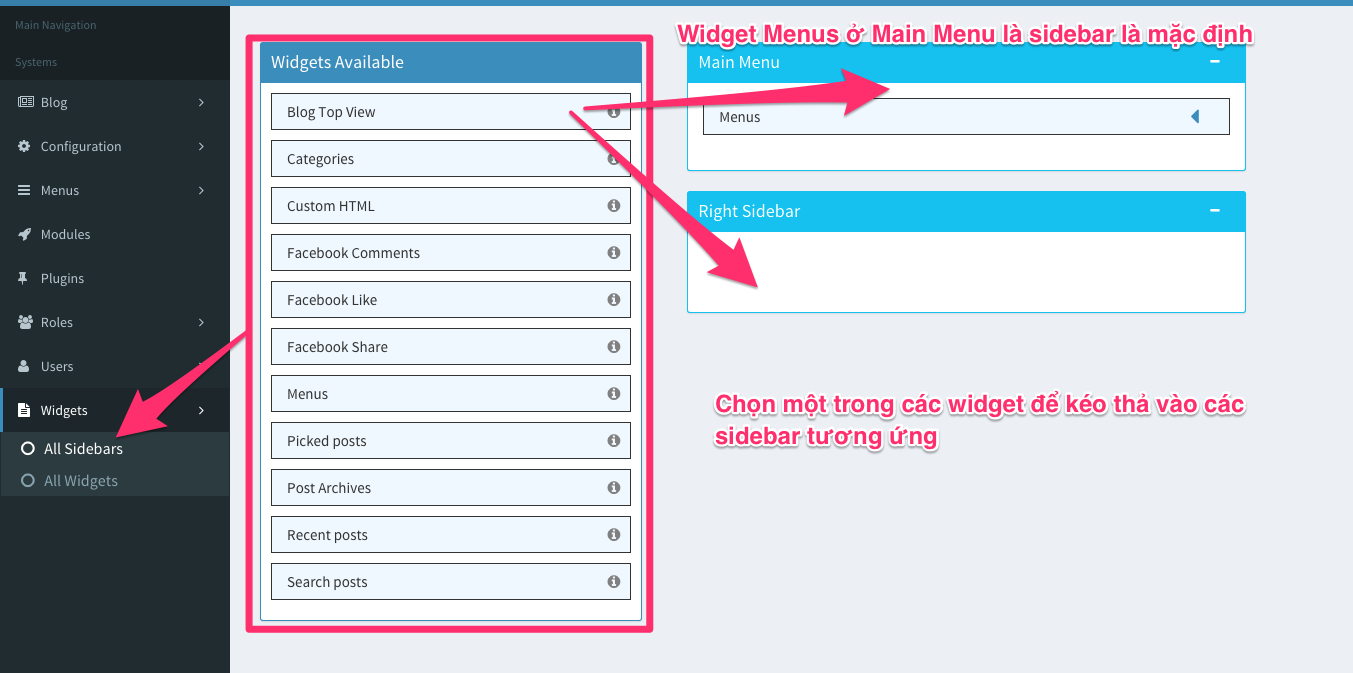 Main Navigation
Systems
Blog
Configuration
Menus
Modules
Plugins
Roles
Users
Widgets
All Sidebars
All Widgets
Widgets Available
Blog Top View
Categories
Custom HTML
Facebook Comments
Facebook Like
Facebook Share
Menus
Picked posts
Post Archives
Recent posts
Search posts
Widget Menus ở Main Menu là sidebar là mặc định
Main Menu
Menus
Right Sidebar
Chọn một trong các widget để kéo thả vào các
sidebar tương ứng